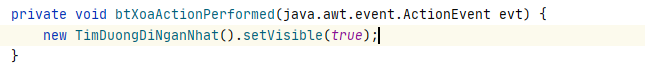 private void btXoaActionPerformed(java.awt.event.ActionEvent evt) {
    new TimDuongDiNganNhat().setVisible(true);
}